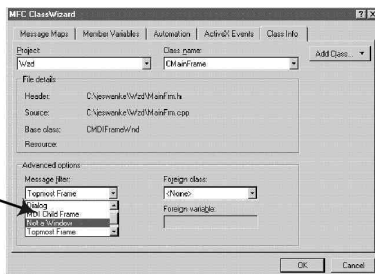 MFC ClassWizard
Message Maps Member Variables Automation ActiveX Events Class Info
Project: Class name: Add Class...
Wzd CMainFrame
File details
Header: C:\jeswanke\Wzd\MainFrm.h
Source: C:\jeswanke\Wzd\MainFrm.cpp
Base class: CMDIFrameWnd
Resource:
Advanced options
Message filter: Foreign class:
Topmost Frame <None>
Dialog Foreign variable:
MDI Child Frame
Not a Window
Topmost Frame
OK Cancel